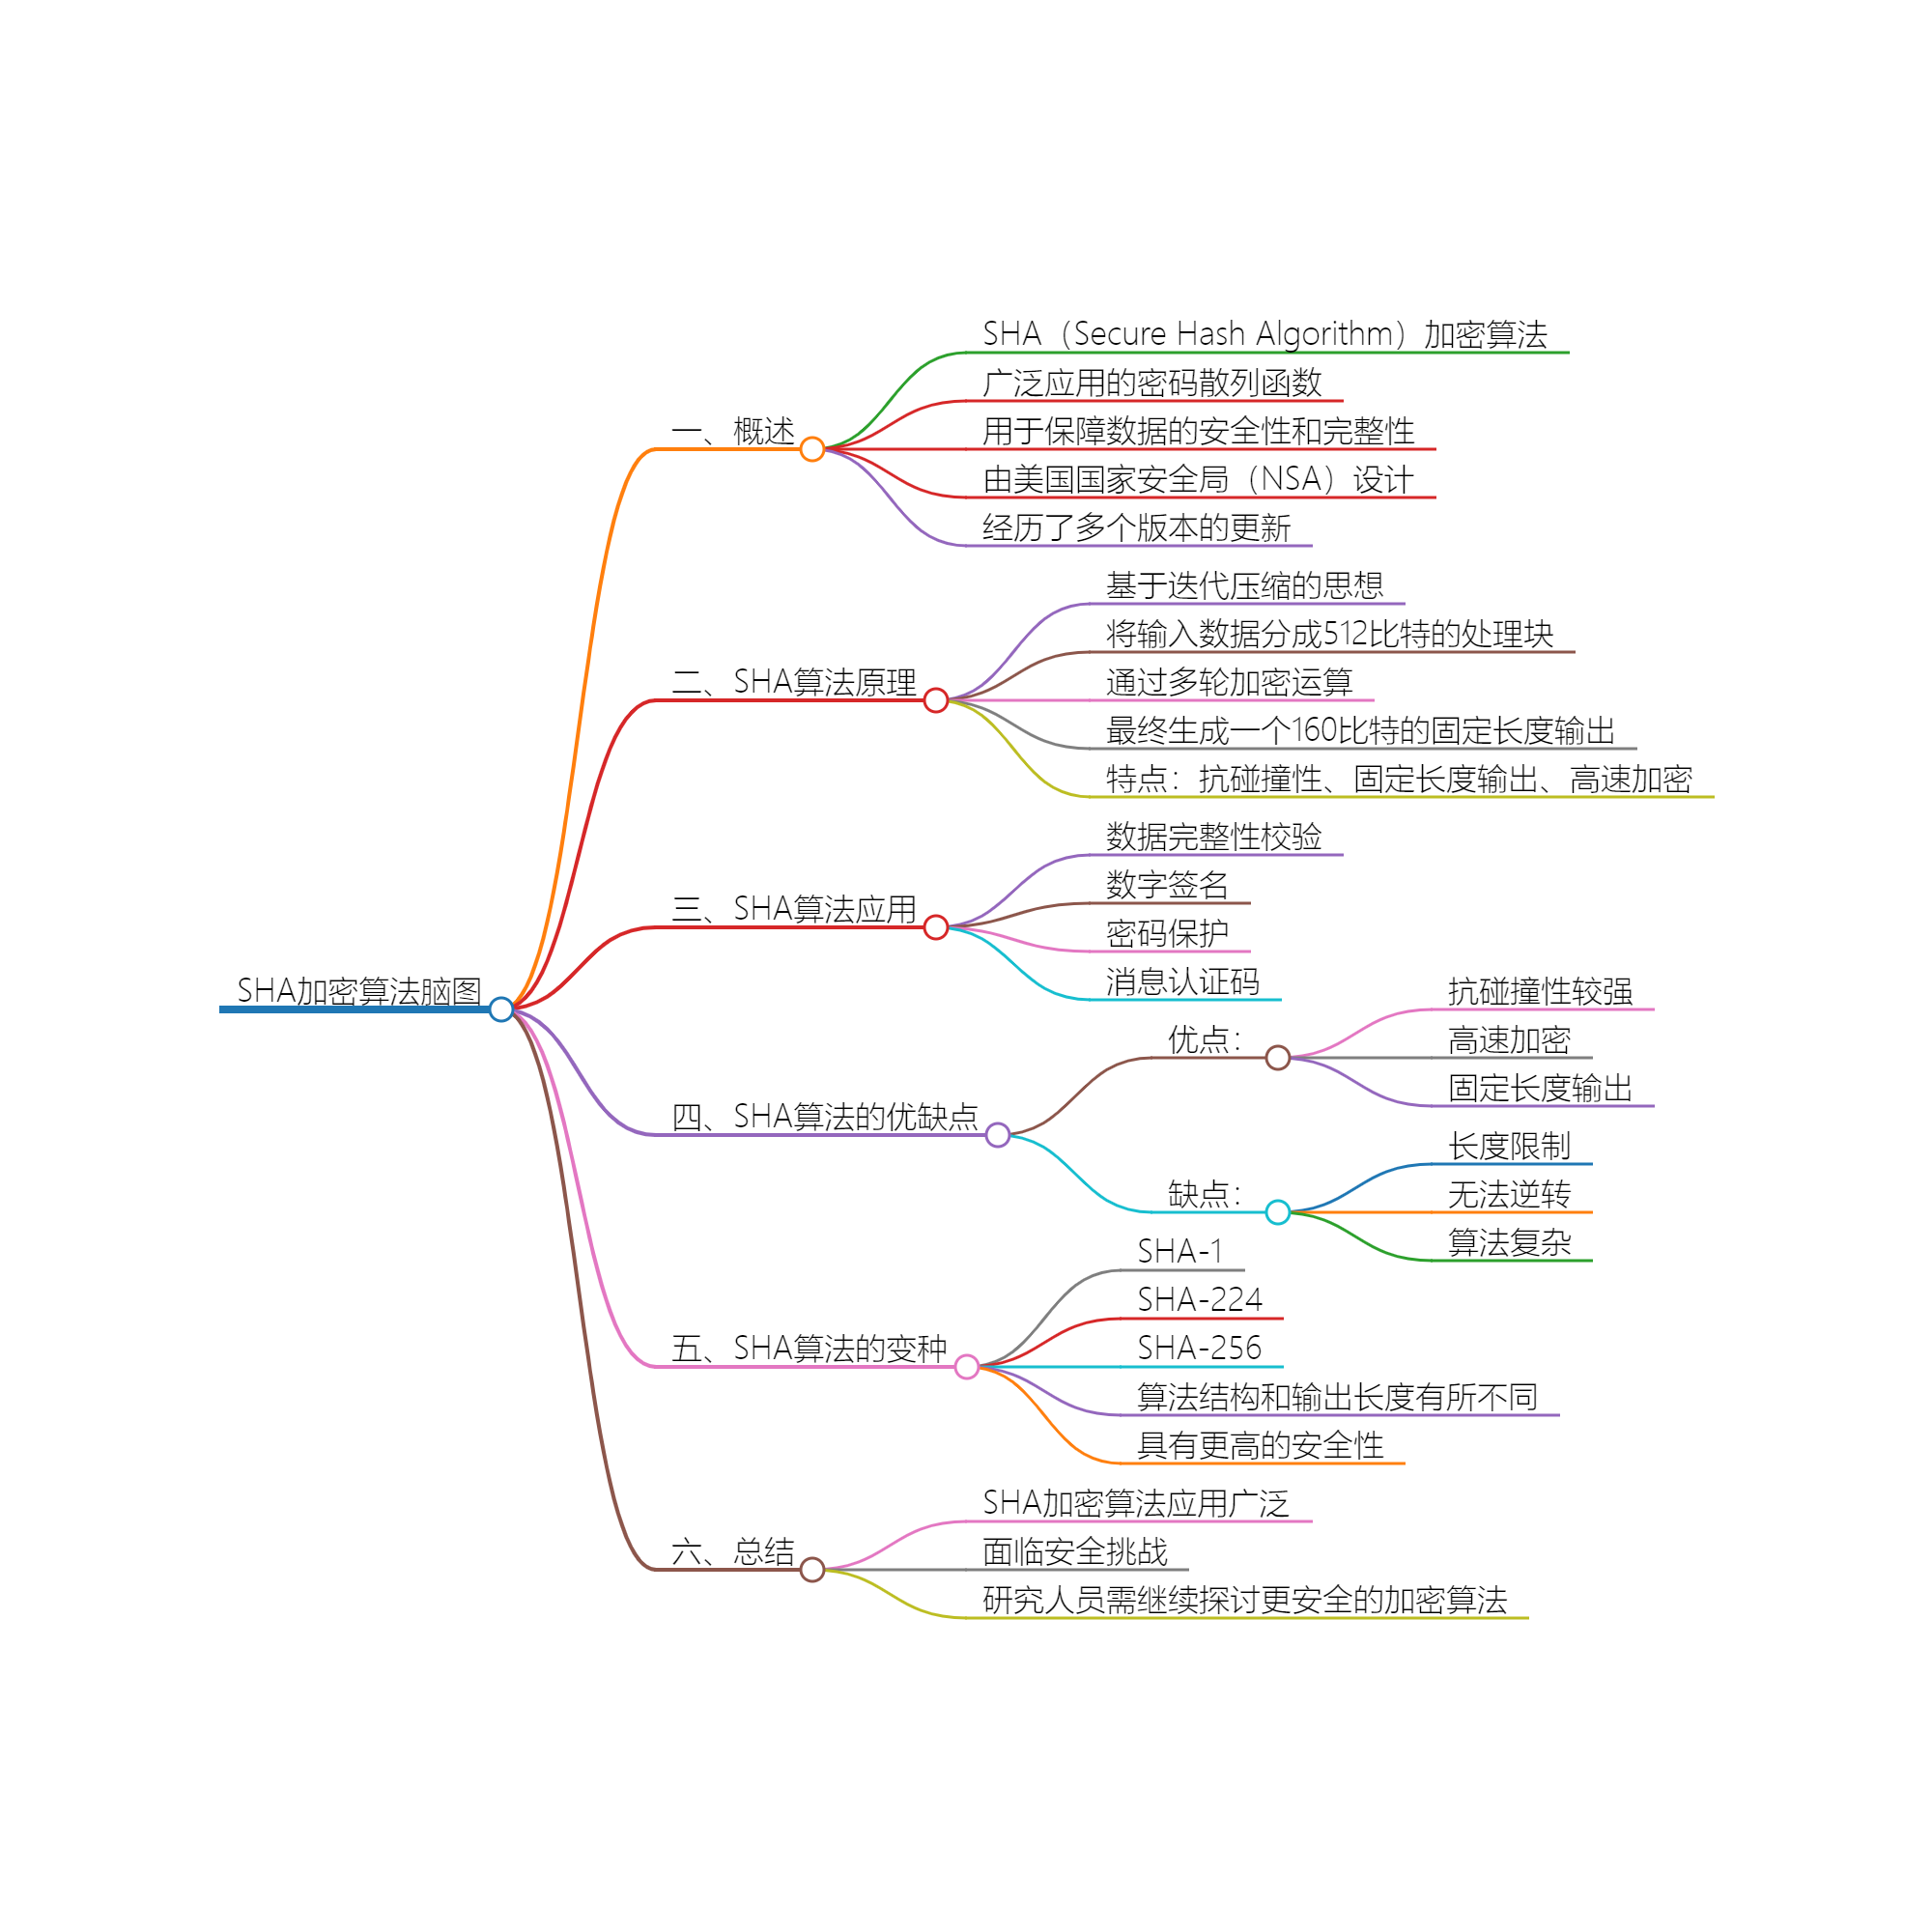 SHA加密算法脑图
一、概述
SHA（Secure Hash Algorithm）加密算法
广泛应用的密码散列函数
用于保障数据的安全性和完整性
由美国国家安全局（NSA）设计
经历了多个版本的更新
二、SHA算法原理
基于迭代压缩的思想
将输入数据分成512比特的处理块
通过多轮加密运算
最终生成一个160比特的固定长度输出
特点：抗碰撞性、固定长度输出、高速加密
三、SHA算法应用
数据完整性校验
数字签名
密码保护
消息认证码
四、SHA算法的优缺点
优点：
抗碰撞性较强
高速加密
固定长度输出
缺点：
长度限制
无法逆转
算法复杂
五、SHA算法的变种
SHA-1
SHA-224
SHA-256
算法结构和输出长度有所不同
具有更高的安全性
六、总结
SHA加密算法应用广泛
面临安全挑战
研究人员需继续探讨更安全的加密算法